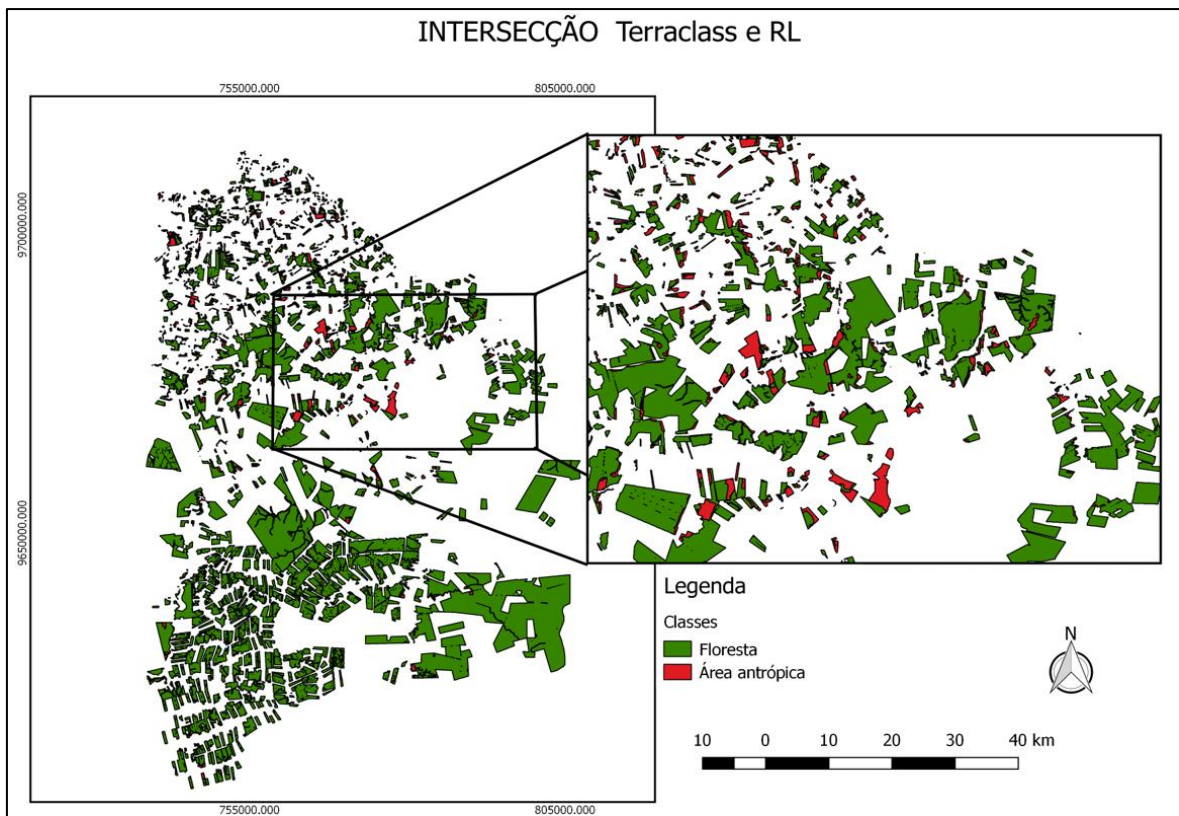 INTERSECÇÃO Terraclass e RL
755000.000
805000.000
9700000.000
9650000.000
Legenda
Classes
Floresta
Área antrópica
N
10 0 10 20 30 40 km
755000.000
805000.000